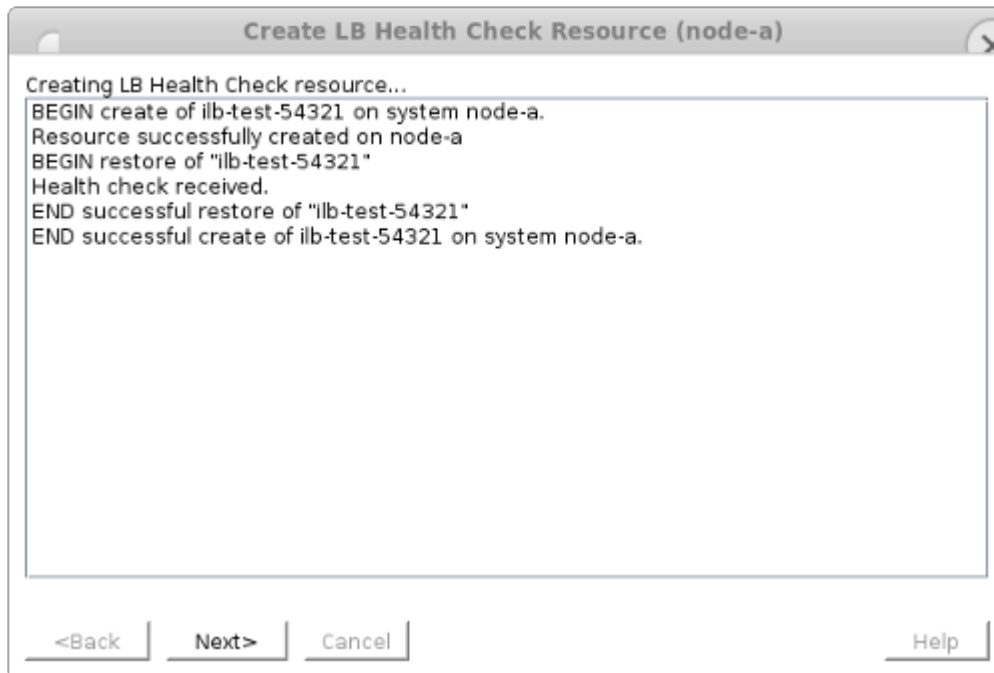 Create LB Health Check Resource (node-a)
Creating LB Health Check resource...
BEGIN create of ilb-test-54321 on system node-a.
Resource successfully created on node-a
BEGIN restore of "ilb-test-54321"
Health check received.
END successful restore of "ilb-test-54321"
END successful create of ilb-test-54321 on system node-a.
<Back Next> Cancel Help